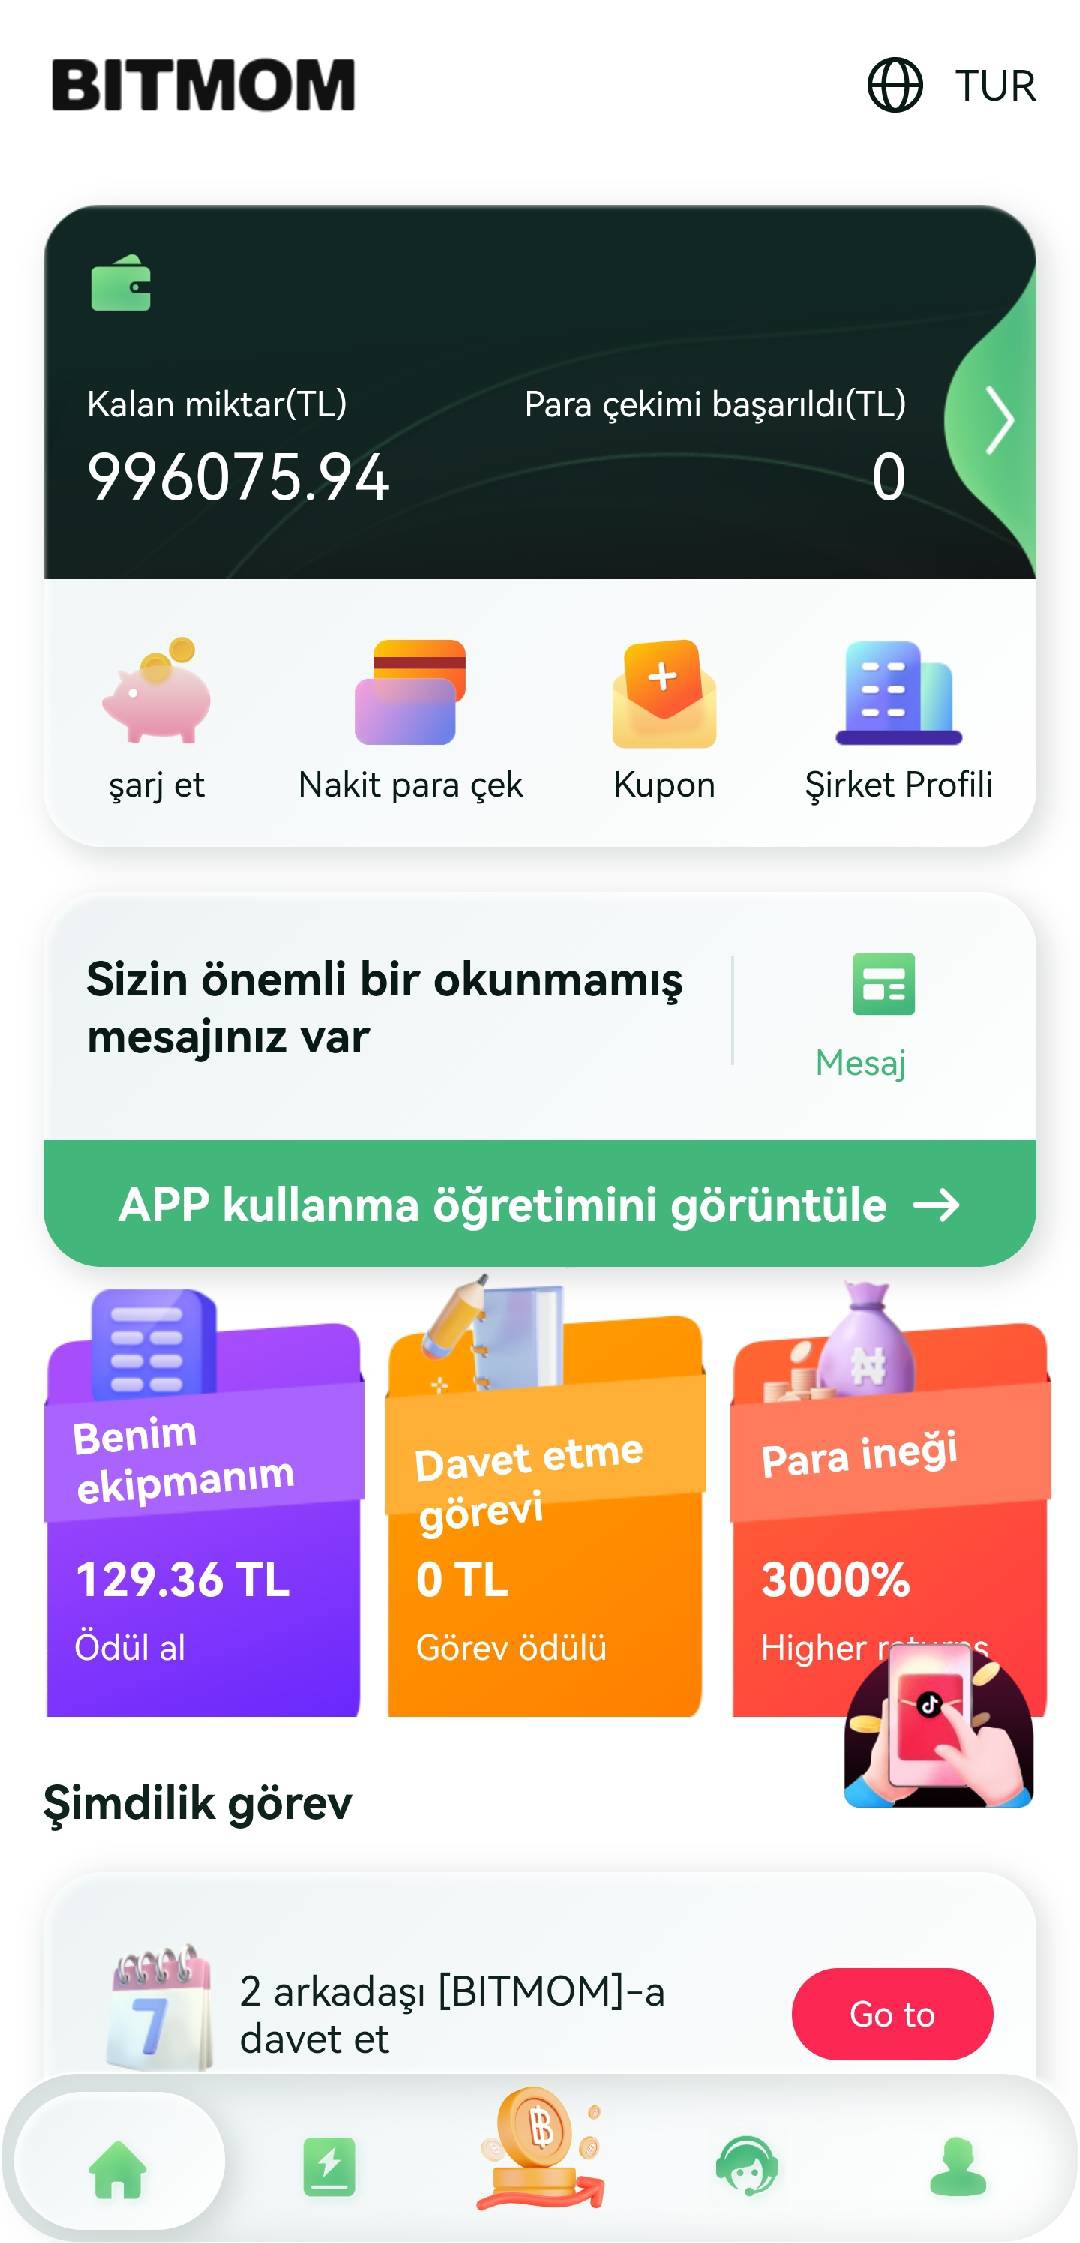 BITMOM
TUR
Kalan miktar(TL)
Para çekimi başarıldı(TL)
996075.94
0
şarj et
Nakit para çek
Kupon
Şirket Profili
Sizin önemli bir okunmamış
mesajınız var
Mesaj
APP kullanma öğretimini görüntüle
Benim
ekipmanım
129.36 TL
Ödül al
Davet etme
görevi
0 TL
Görev ödülü
Para ineği
3000%
Higher
Şimdilik görev
7
2 arkadaşı [BITMOM]-a
davet et
Go to